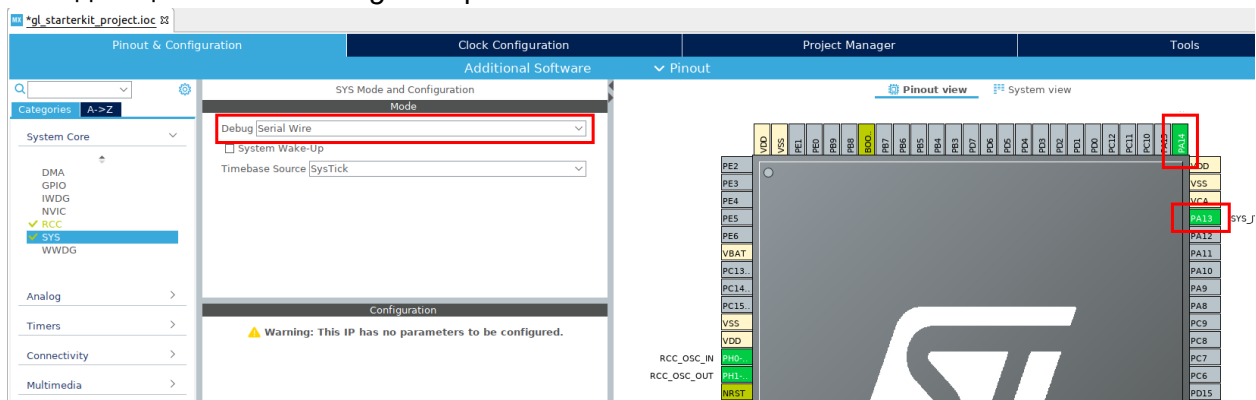 *gl_starterkit_project.ioc
Pinout & Configuration
Clock Configuration
Project Manager
Tools
Additional Software
Pinout
SYS Mode and Configuration
Mode
Pinout view
System view
Categories
A->Z
System Core
DMA
GPIO
IWDG
NVIC
RCC
SYS
WWDG
Analog
Timers
Connectivity
Multimedia
Debug Serial Wire
System Wake-Up
Timebase Source SysTick
Configuration
Warning: This IP has no parameters to be configured.
VDD
VSS
PE1
PE0
PB9
PB8
BOO..
PB7
PB6
PB5
PB4
PB3
PD7
PD6
PD5
PD4
PD3
PD2
PD1
PD0
PC12
PC11
PC10
PA15
PA14
PE2
PE3
PE4
PE5
PE6
VBAT
PC13..
PC14..
PC15..
VSS
VDD
RCC_OSC_IN PH0-..
RCC_OSC_OUT PH1-..
NRST
VDD
VSS
VCA
PA13
PA12
PA11
PA10
PA9
PA8
PC9
PC8
PC7
PC6
PD15